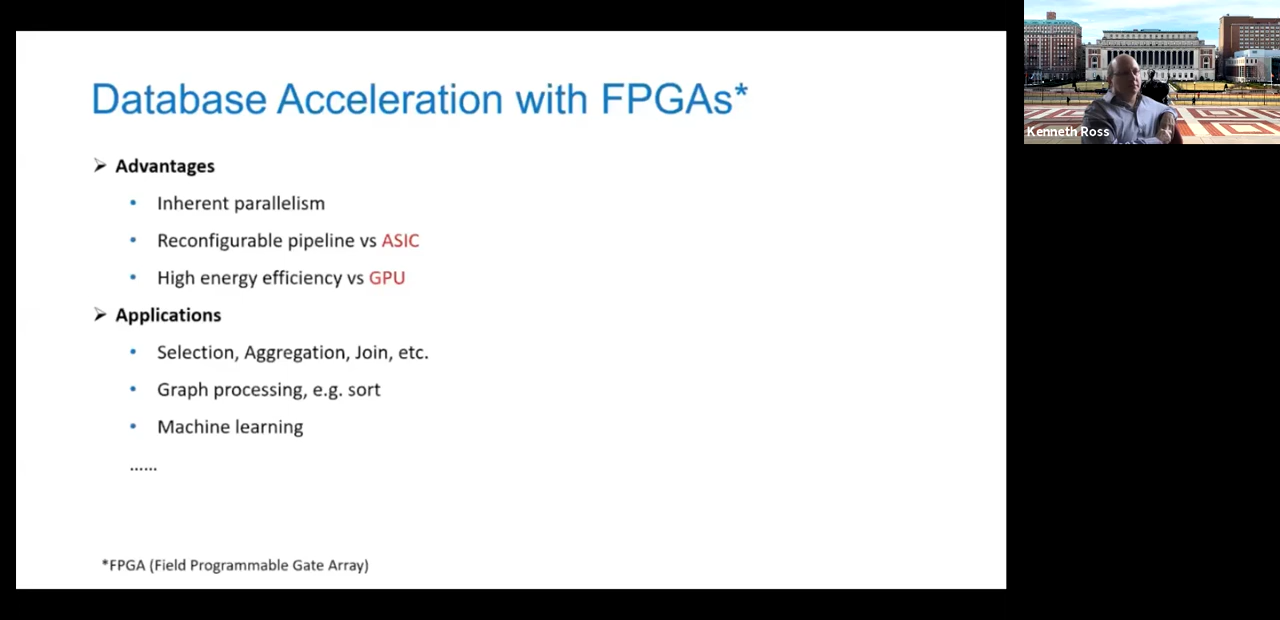 Database Acceleration with FPGAs*
➢ Advantages
• Inherent parallelism
• Reconfigurable pipeline vs ASIC
• High energy efficiency vs GPU
➢ Applications
• Selection, Aggregation, Join, etc.
• Graph processing, e.g. sort
• Machine learning
......
*FPGA (Field Programmable Gate Array)
Kenneth Ross